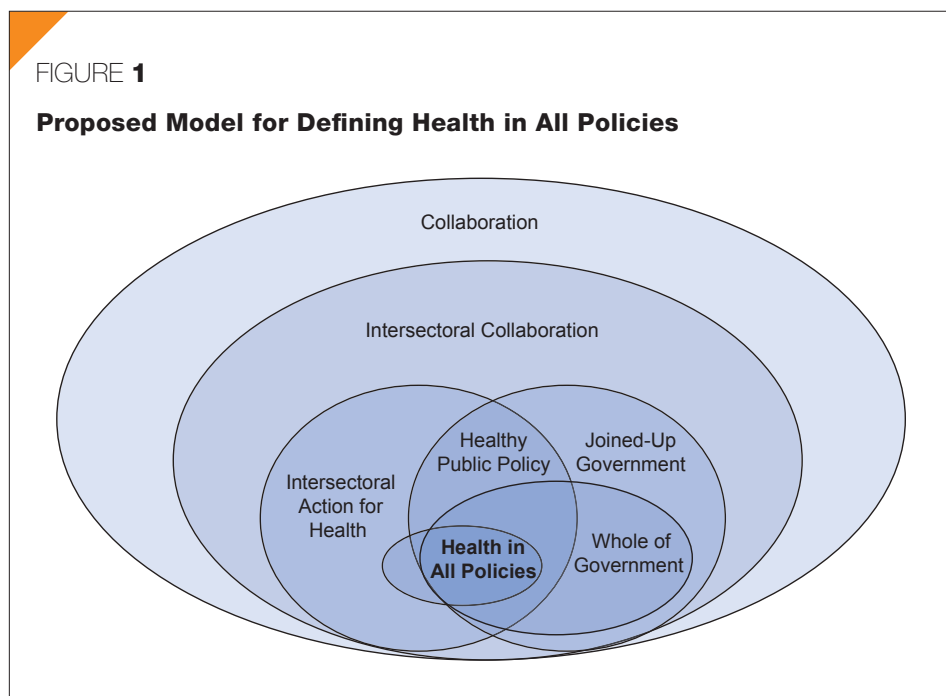 FIGURE 1
Proposed Model for Defining Health in All Policies
Collaboration
Intersectoral Collaboration
Healthy
Public Policy
Joined-Up
Government
Intersectoral
Action for
Health
Whole of
Government
Health in
All Policies